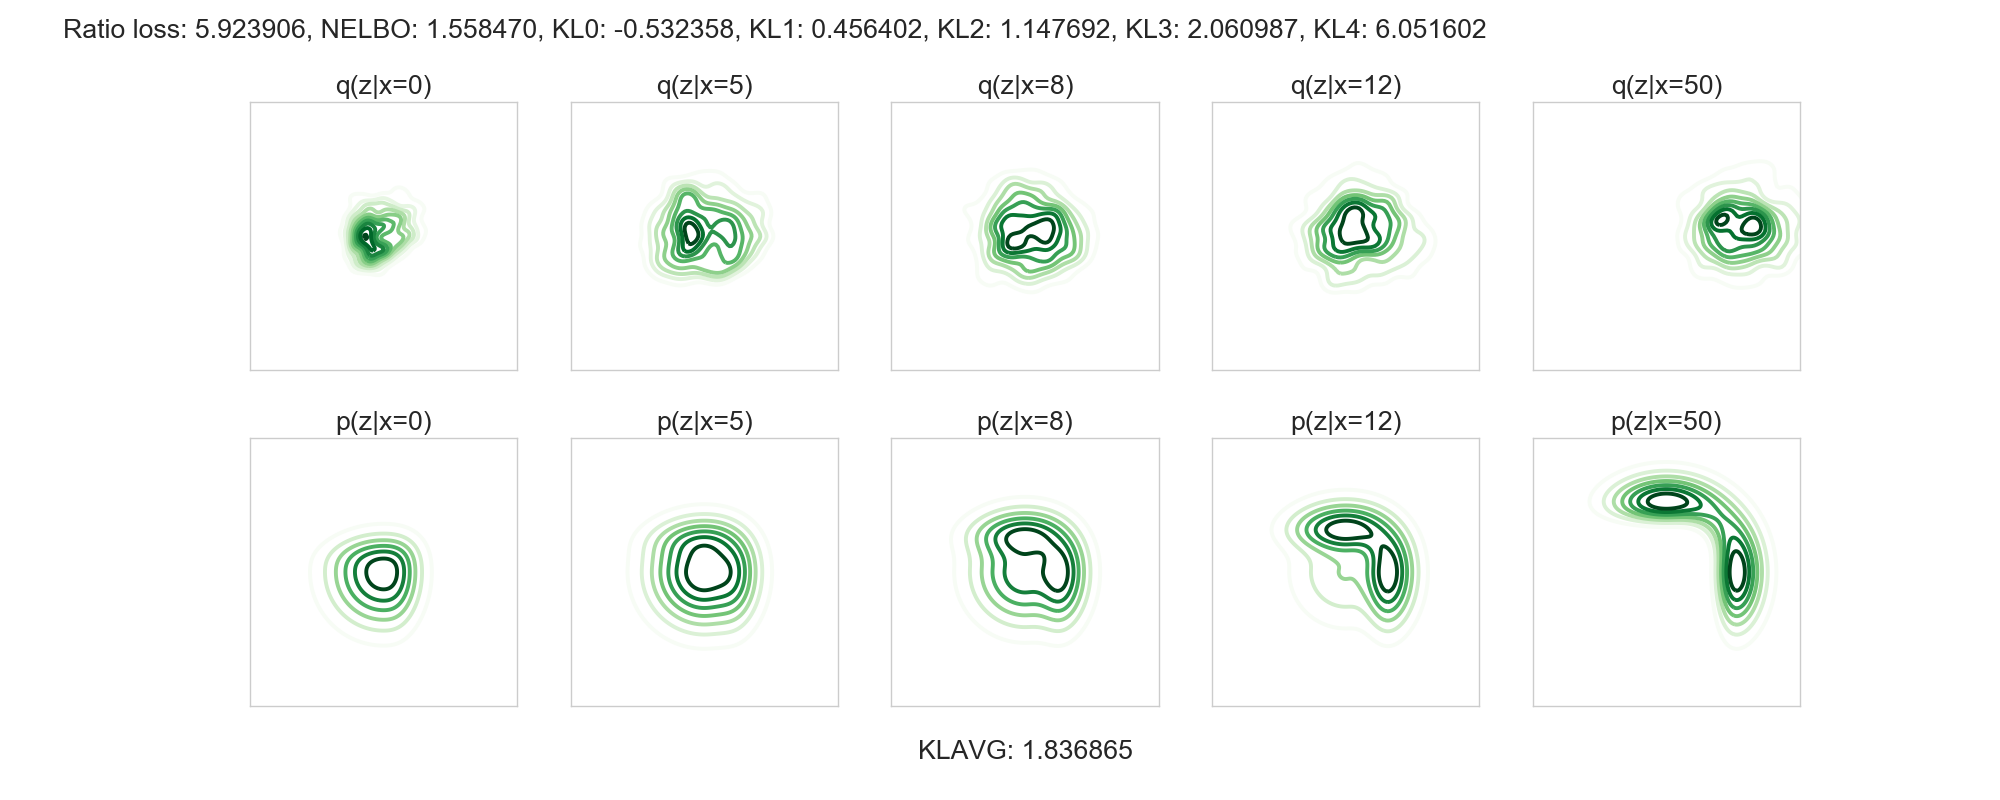 Ratio loss: 5.923906, NELBO: 1.558470, KL0: -0.532358, KL1: 0.456402, KL2: 1.147692, KL3: 2.060987, KL4: 6.051602
q(z|x=0) q(z|x=5) q(z|x=8) q(z|x=12) q(z|x=50)
p(z|x=0) p(z|x=5) p(z|x=8) p(z|x=12) p(z|x=50)
KLAVG: 1.836865